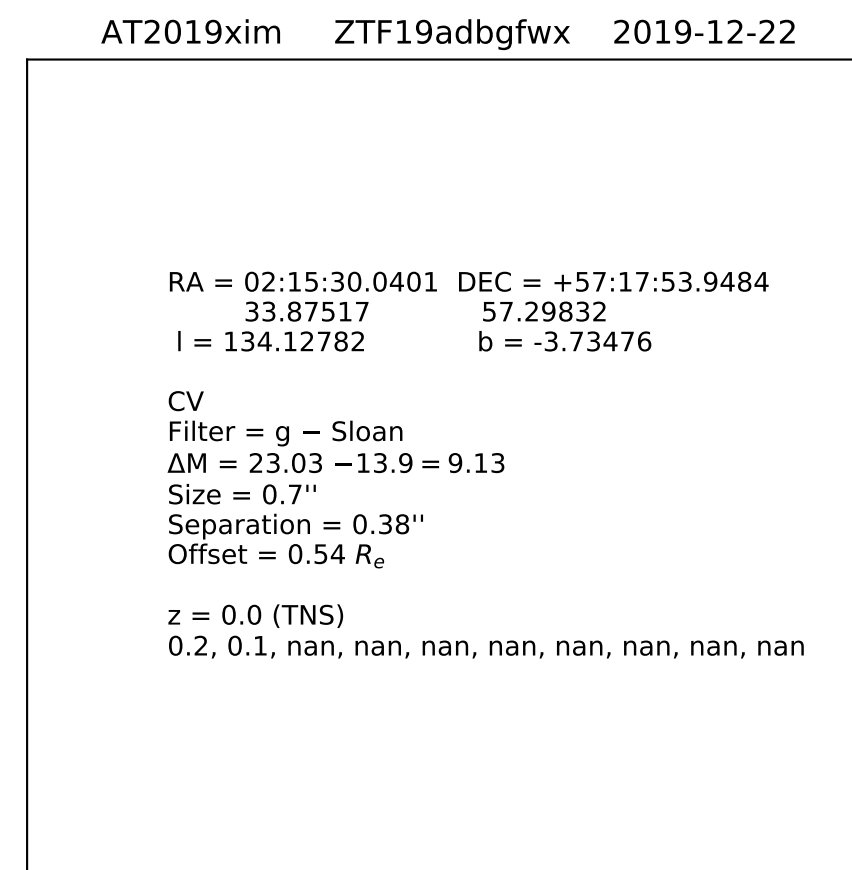 AT2019xim ZTF19adbgfwx 2019-12-22
RA = 02:15:30.0401 DEC = +57:17:53.9484
33.87517 57.29832
l = 134.12782 b = -3.73476
CV
Filter = g − Sloan
ΔM = 23.03 −13.9 = 9.13
Size = 0.7''
Separation = 0.38''
Offset = 0.54 Rₑ
z = 0.0 (TNS)
0.2, 0.1, nan, nan, nan, nan, nan, nan, nan, nan